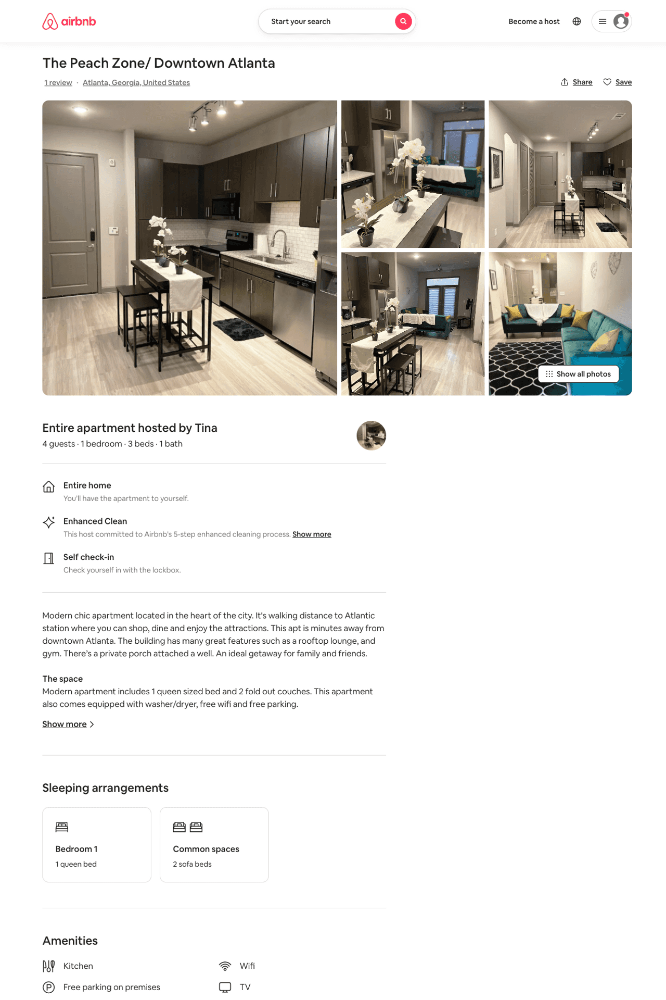 airbnb
Start your search
Become a host
The Peach Zone/ Downtown Atlanta
1 review · Atlanta, Georgia, United States
Share
Save
Show all photos
Entire apartment hosted by Tina
4 guests · 1 bedroom · 3 beds · 1 bath
Entire home
You'll have the apartment to yourself.
Enhanced Clean
This host committed to Airbnb's 5-step enhanced cleaning process. Show more
Self check-in
Check yourself in with the lockbox.
Modern chic apartment located in the heart of the city. It's walking distance to Atlantic
station where you can shop, dine and enjoy the attractions. This apt is minutes away from
downtown Atlanta. The building has many great features such as a rooftop lounge, and
gym. There’s a private porch attached a well. An ideal getaway for family and friends.
The space
Modern apartment includes 1 queen sized bed and 2 fold out couches. This apartment
also comes equipped with washer/dryer, free wifi and free parking.
Show more
Sleeping arrangements
Bedroom 1
1 queen bed
Common spaces
2 sofa beds
Amenities
Kitchen
Wifi
Free parking on premises
TV